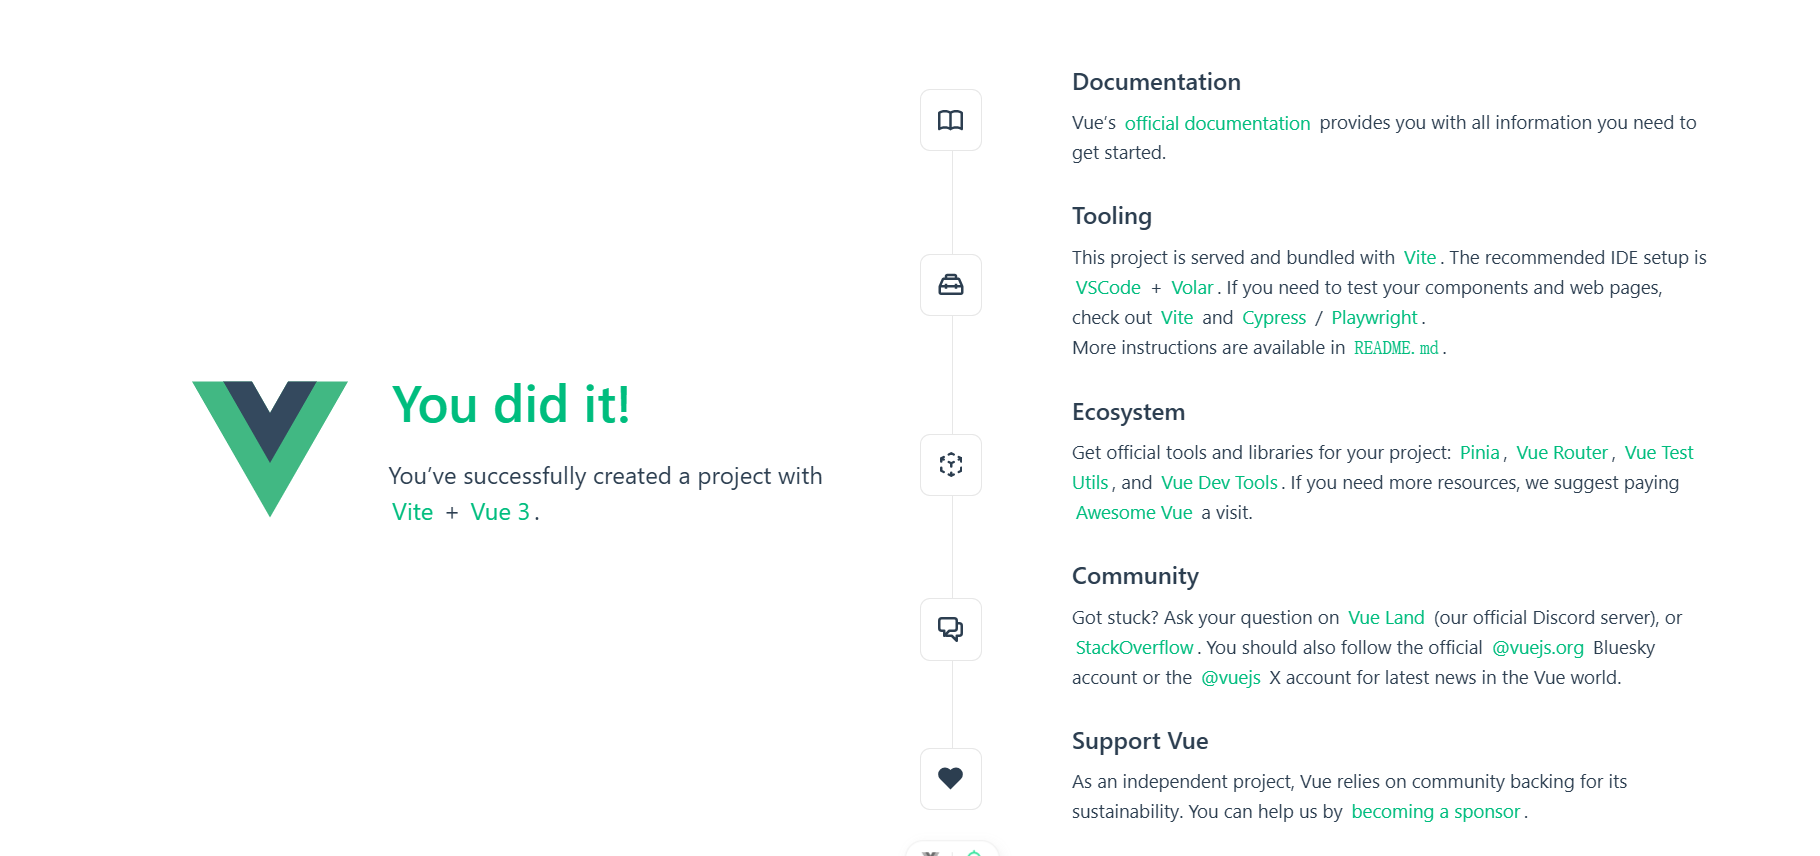 You did it!
You’ve successfully created a project with
Vite + Vue 3.
Documentation
Vue’s official documentation provides you with all information you need to
get started.
Tooling
This project is served and bundled with Vite. The recommended IDE setup is
VSCode + Volar. If you need to test your components and web pages,
check out Vite and Cypress / Playwright.
More instructions are available in README.md.
Ecosystem
Get official tools and libraries for your project: Pinia, Vue Router, Vue Test
Utils, and Vue Dev Tools. If you need more resources, we suggest paying
Awesome Vue a visit.
Community
Got stuck? Ask your question on Vue Land (our official Discord server), or
StackOverflow. You should also follow the official @vuejs.org Bluesky
account or the @vuejs X account for latest news in the Vue world.
Support Vue
As an independent project, Vue relies on community backing for its
sustainability. You can help us by becoming a sponsor.